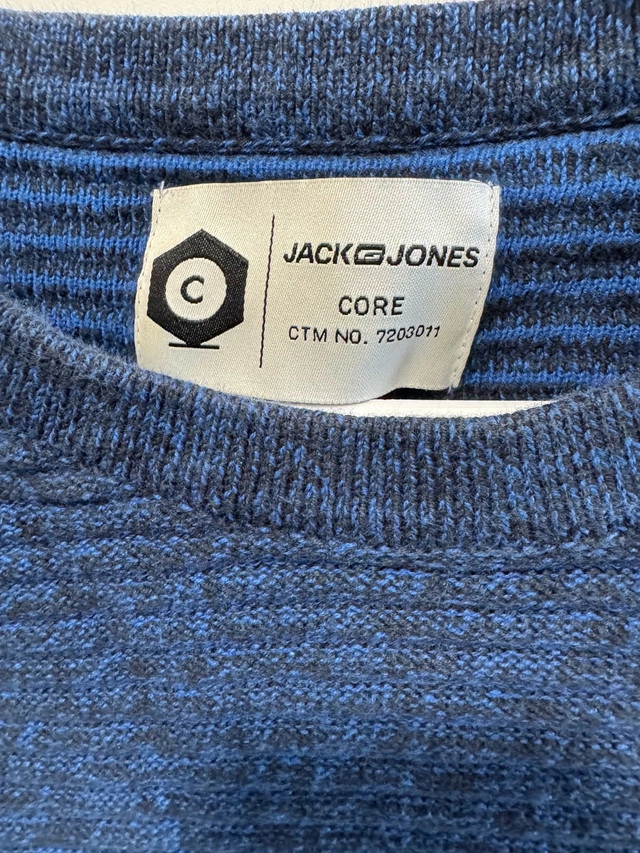 C
JACK & JONES
CORE
CTM NO. 7203011